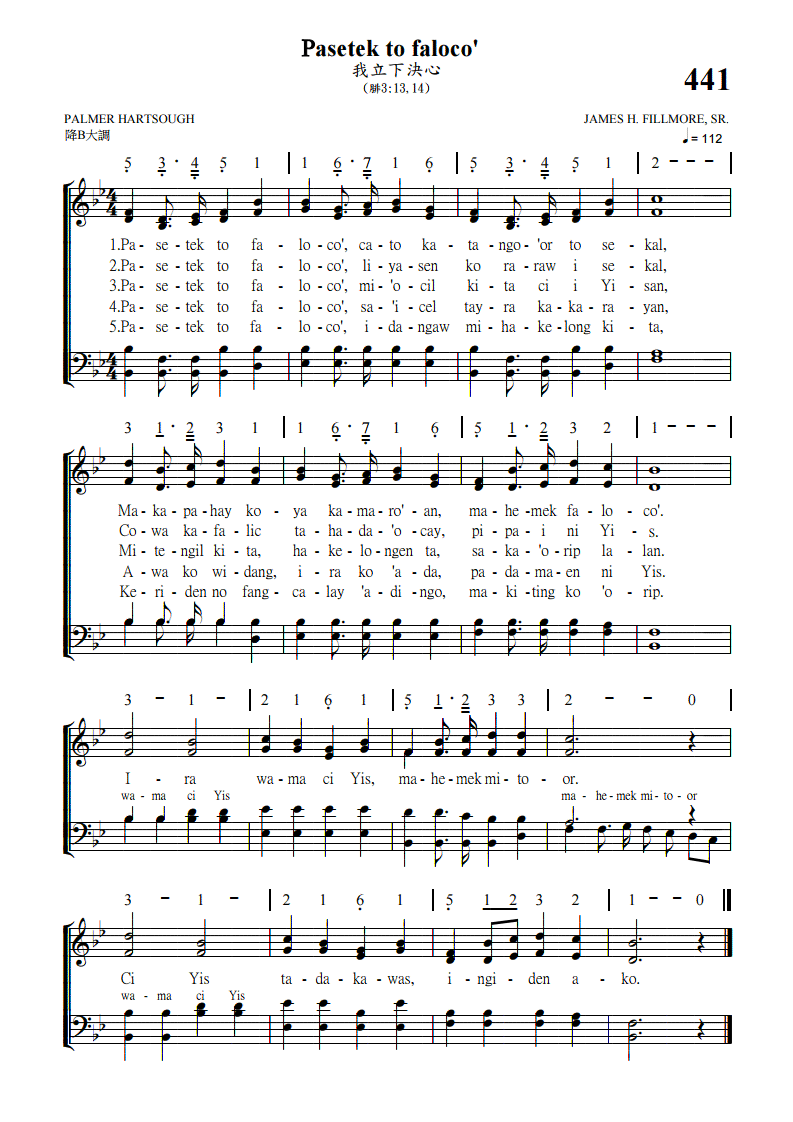 Pasetek to faloco'
我立下決心
(腓3:13,14)
441
PALMER HARTSOUGH
JAMES H. FILLMORE, SR.
降B大調
♩= 112
5 3 · 4 5 1 | 1 6 · 7 1 6 | 5 3 · 4 5 1 | 2 - - - |
1.Pa - se - tek to fa - lo - co', ca - to ka - ta - ngo' - or to se - kal,
2.Pa - se - tek to fa - lo - co', li - ya - sen ko ra - raw i se - kal,
3.Pa - se - tek to fa - lo - co', mi - 'o - cil ki - ta ci i Yi - san,
4.Pa - se - tek to fa - lo - co', sa - 'i - cel tay - ra ka - ka - ra - yan,
5.Pa - se - tek to fa - lo - co', i - da - ngaw mi - ha - ke - long ki - ta,
3 1 · 2 3 1 | 1 6 · 7 1 6 | 5 1 · 2 3 2 | 1 - - - |
Ma - ka - pa - hay ko - ya ka - ma - ro' - an, ma - he - mek fa - lo - co'.
Co - wa ka - fa - lic ta - ha - da - 'o - cay, pi - pa - i ni Yi - s.
Mi - te - ngil ki - ta, ha - ke - lo - ngen ta, sa - ka - 'o - rip la - lan.
A - wa ko wi - dang, i - ra ko 'a - da, pa - da - ma - en ni Yis.
Ke - ri - den no fang - ca - lay 'a - di - ngo, ma - ki - ting ko 'o - rip.
3 - 1 - | 2 1 6 1 | 5 1 · 2 3 3 | 2 - - 0 |
I - ra wa - ma ci Yis, ma - he - mek mi - to - or.
wa - ma ci Yis ma - he - mek mi - to - or
3 - 1 - | 2 1 6 1 | 5 1 2 3 2 | 1 - - 0
Ci Yis ta - da - ka - was, i - ngi - den a - ko.
wa - ma ci Yis